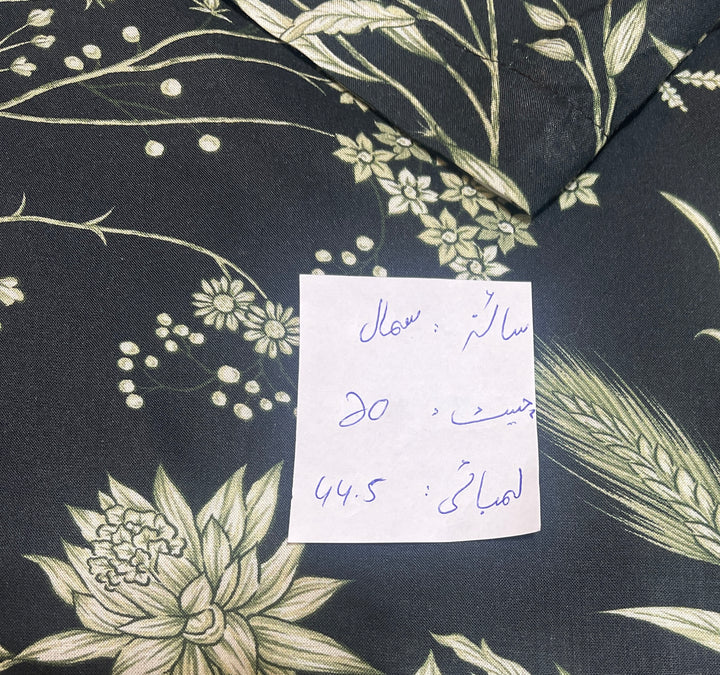 سائز : سمال
چیسٹ : 20
لمبائی : 44.5